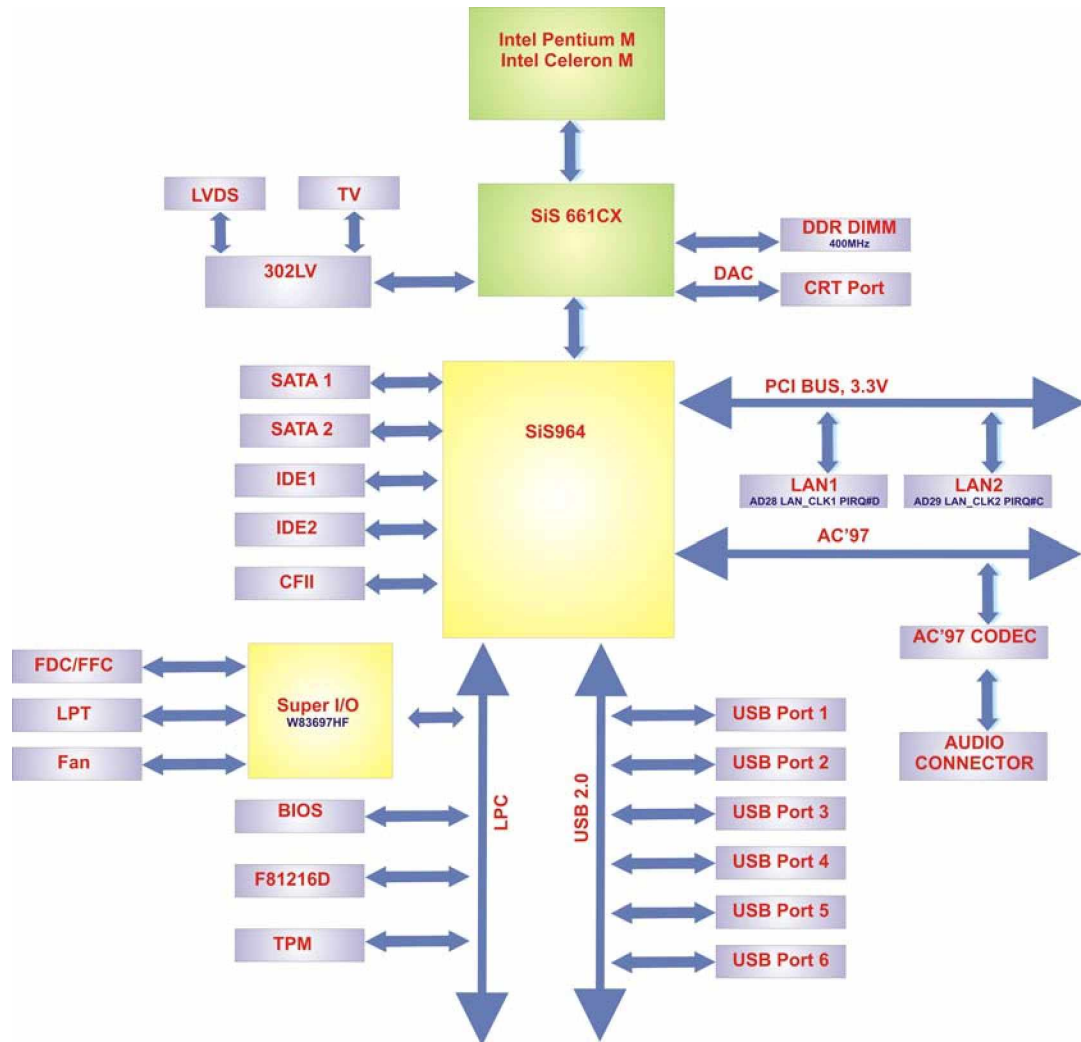 Intel Pentium M
Intel Celeron M
LVDS
TV
SiS 661CX
DDR DIMM
400MHz
302LV
DAC
CRT Port
SATA 1
PCI BUS, 3.3V
SATA 2
SiS964
IDE1
LAN1
AD28 LAN_CLK1 PIRQ#D
LAN2
AD29 LAN_CLK2 PIRQ#C
IDE2
AC'97
CFII
AC'97 CODEC
FDC/FFC
Super I/O
W83697HF
LPT
USB Port 1
Fan
AUDIO
CONNECTOR
USB Port 2
BIOS
LPC
USB 2.0
USB Port 3
F81216D
USB Port 4
USB Port 5
TPM
USB Port 6